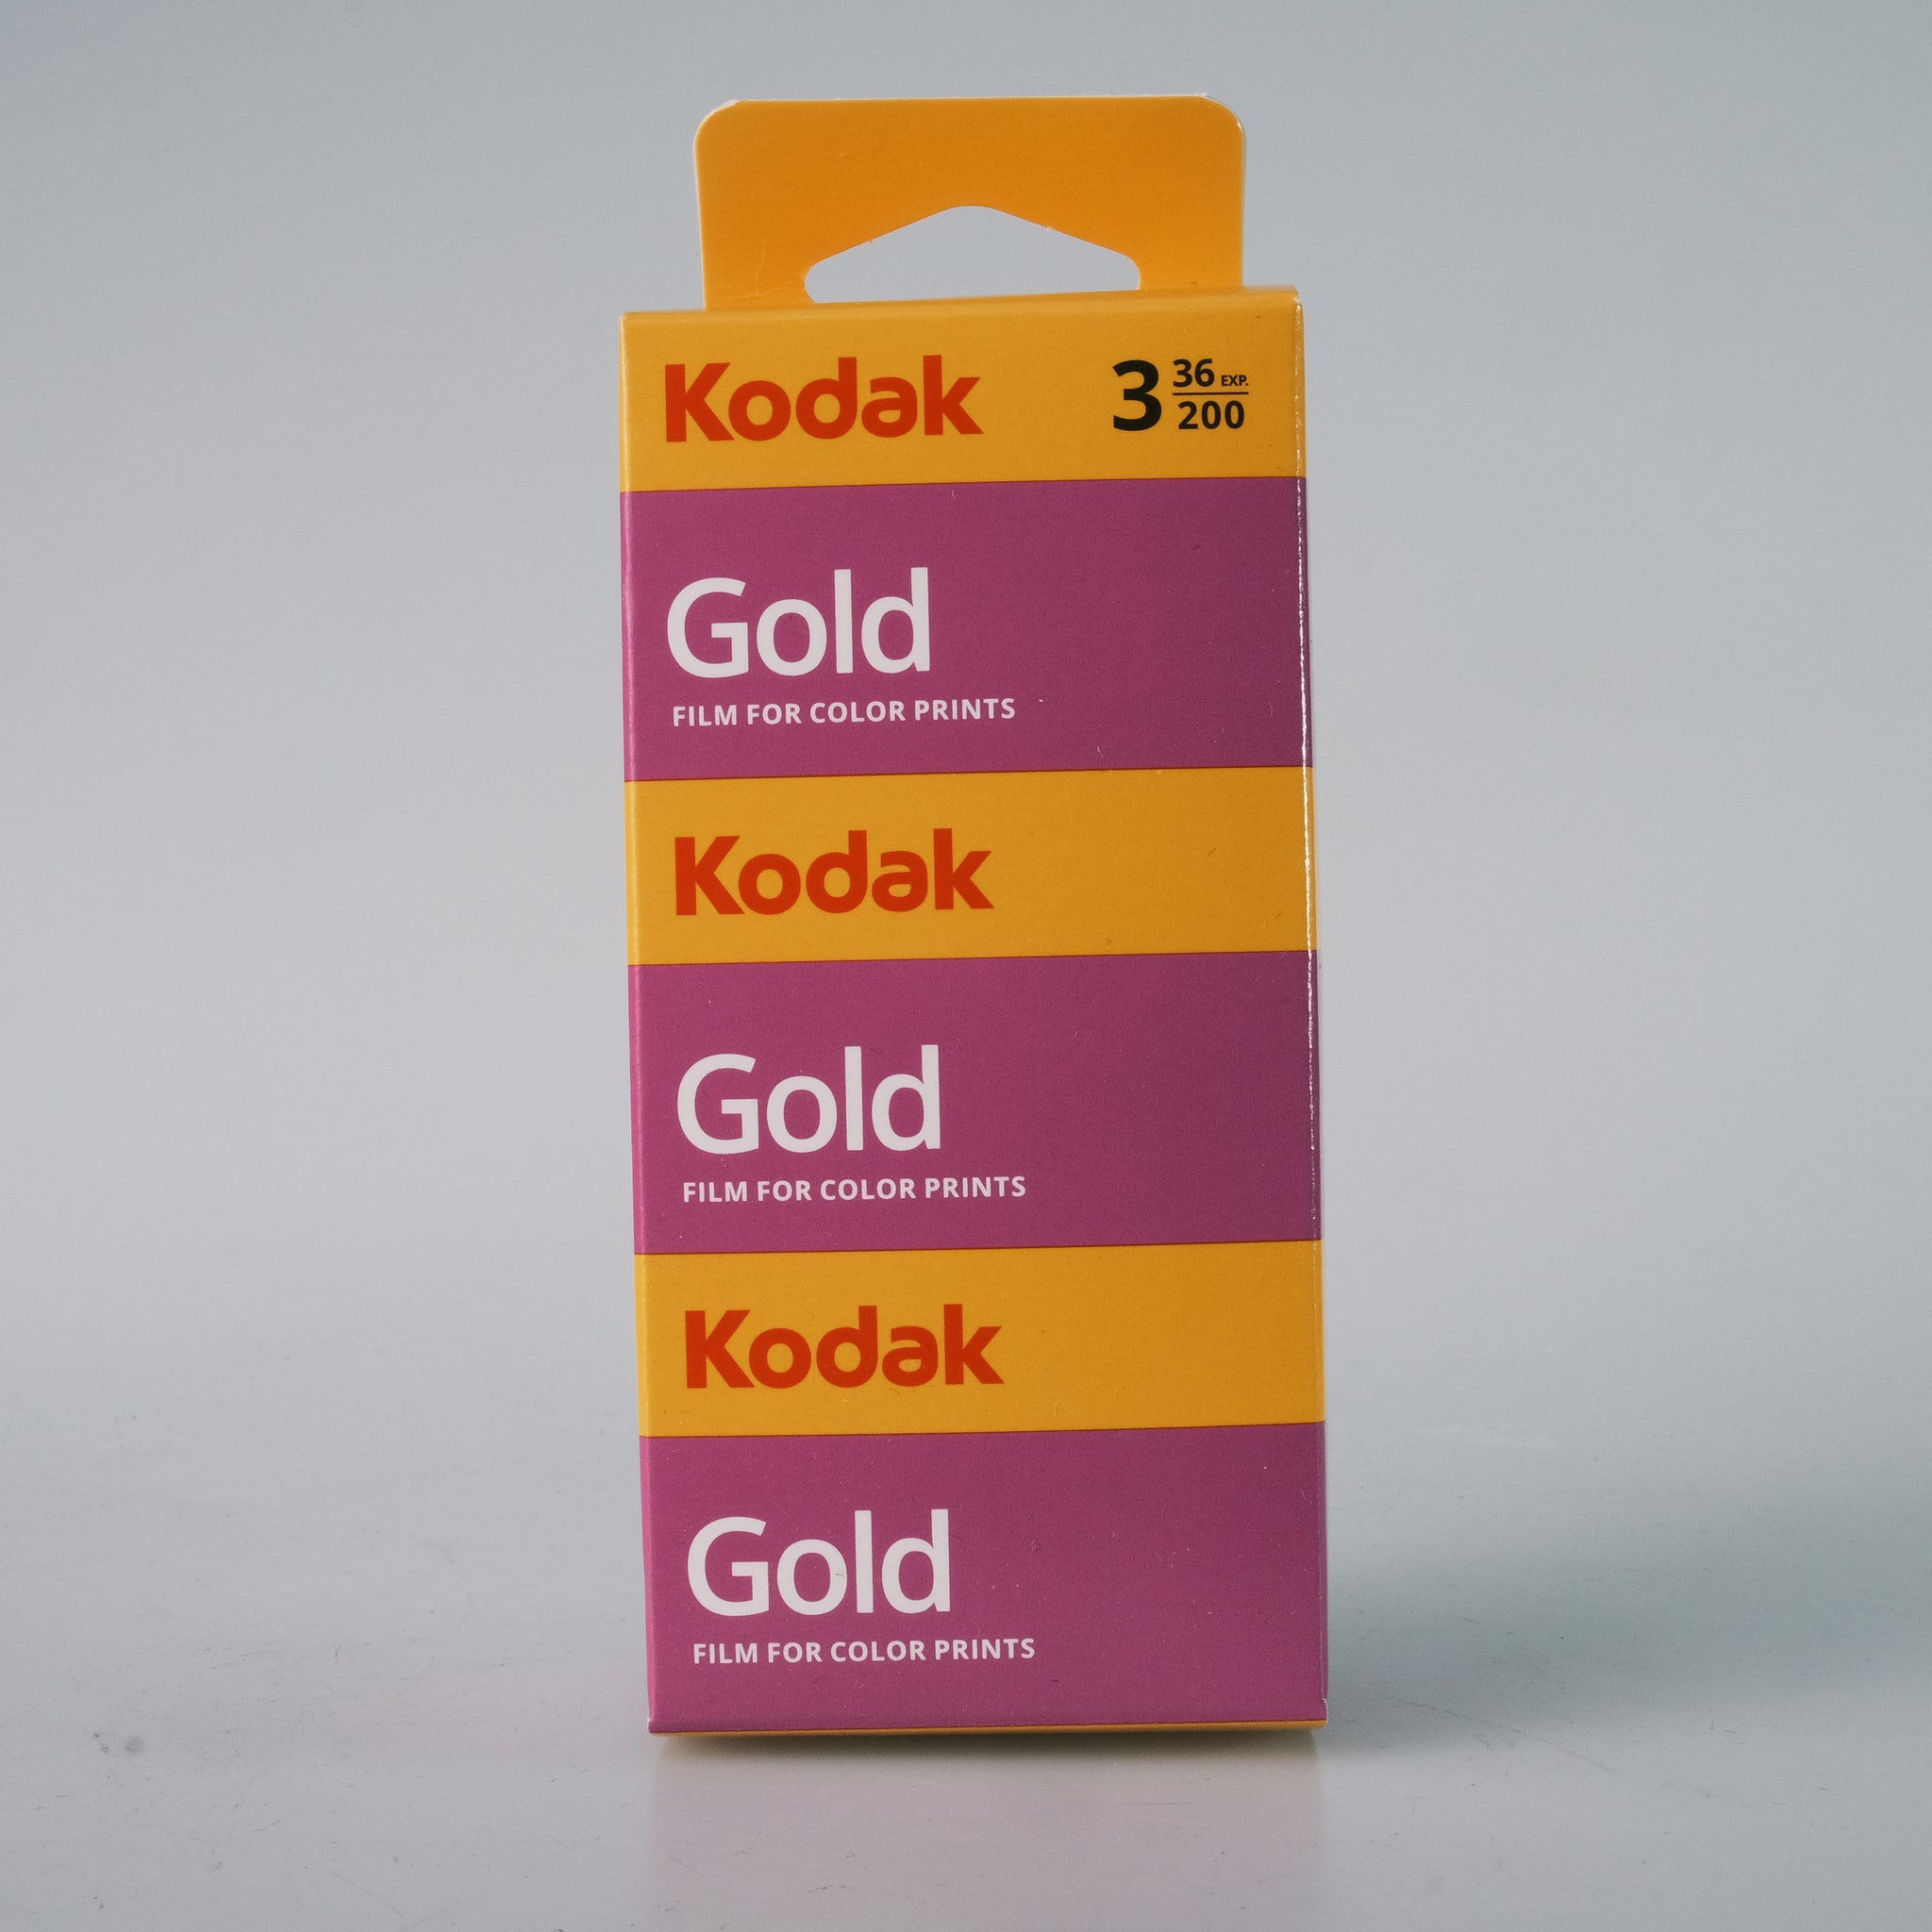 Kodak 3 36 EXP.
200
Gold
FILM FOR COLOR PRINTS
Kodak
Gold
FILM FOR COLOR PRINTS
Kodak
Gold
FILM FOR COLOR PRINTS